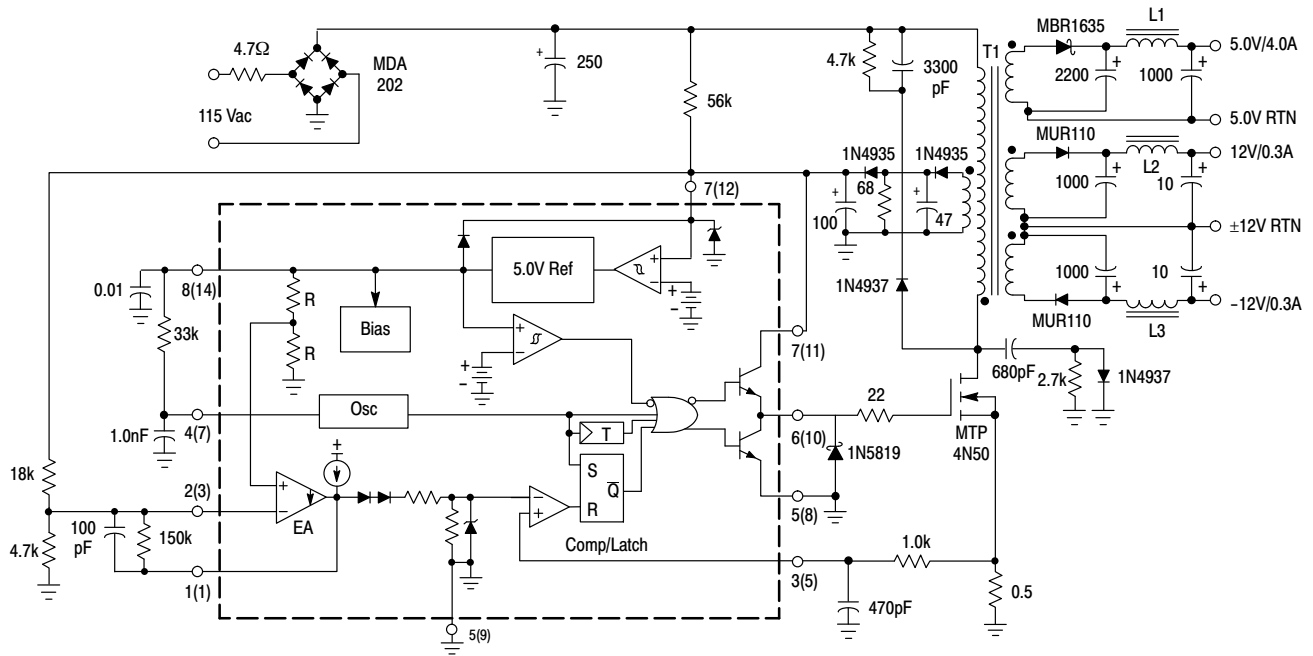 4.7Ω
MDA
202
115 Vac
+
250
56k
4.7k
3300
pF
T1
MBR1635
L1
5.0V/4.0A
+
2200
1000
+
5.0V RTN
MUR110
12V/0.3A
L2
+
1000
10
+
±12V RTN
1000
+
10
+
MUR110
L3
–12V/0.3A
1N4935
1N4935
68
+
100
+
47
1N4937
680pF
2.7k
1N4937
7(12)
8(14)
0.01
33k
R
R
Bias
5.0V Ref
+
–
+
–
+
–
+
–
7(11)
Osc
4(7)
1.0nF
T
S
R
Q
6(10)
22
1N5819
MTP
4N50
5(8)
18k
2(3)
+
–
EA
+
100
pF
150k
4.7k
1(1)
–
+
Comp/Latch
3(5)
1.0k
470pF
0.5
5(9)